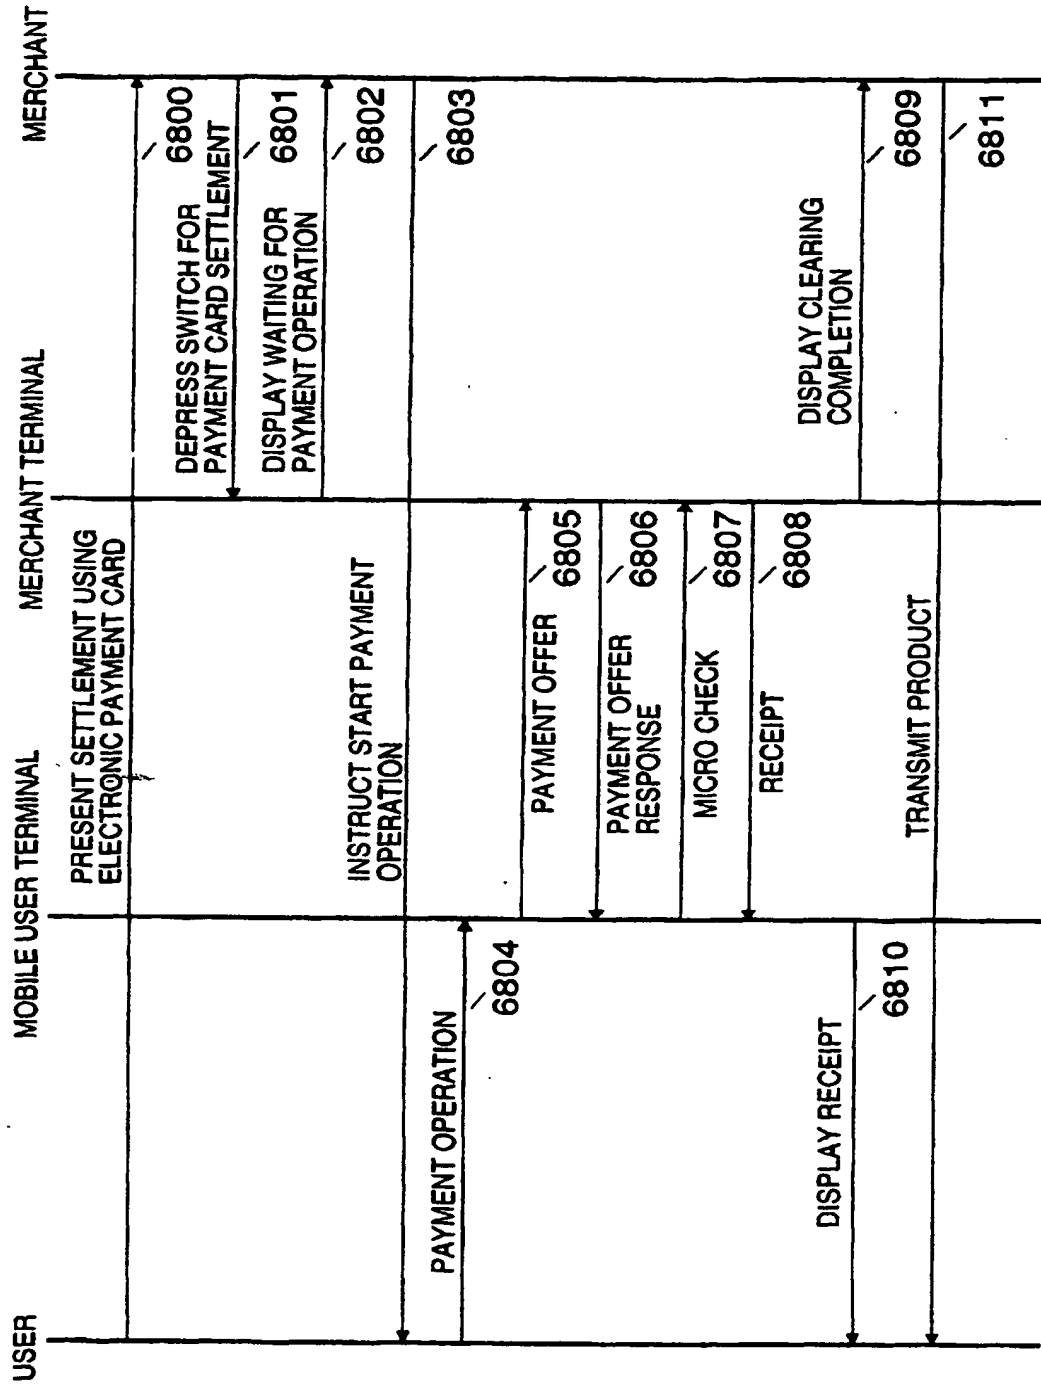 USER
MOBILE USER TERMINAL
MERCHANT TERMINAL
MERCHANT
PRESENT SETTLEMENT USING
ELECTRONIC PAYMENT CARD
6800
DEPRESS SWITCH FOR
PAYMENT CARD SETTLEMENT
6801
DISPLAY WAITING FOR
PAYMENT OPERATION
6802
INSTRUCT START PAYMENT
OPERATION
6803
PAYMENT OPERATION
6804
PAYMENT OFFER
6805
PAYMENT OFFER
RESPONSE
6806
MICRO CHECK
6807
RECEIPT
6808
DISPLAY CLEARING
COMPLETION
6809
DISPLAY RECEIPT
6810
TRANSMIT PRODUCT
6811